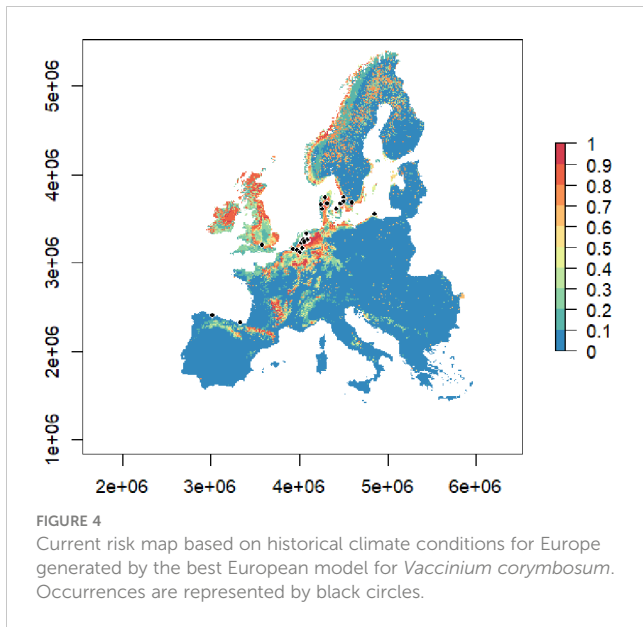 5e+06
4e+06
3e+06
2e+06
1e+06
2e+06 3e+06 4e+06 5e+06 6e+06
1
0.9
0.8
0.7
0.6
0.5
0.4
0.3
0.2
0.1
0
FIGURE 4
Current risk map based on historical climate conditions for Europe
generated by the best European model for Vaccinium corymbosum.
Occurrences are represented by black circles.